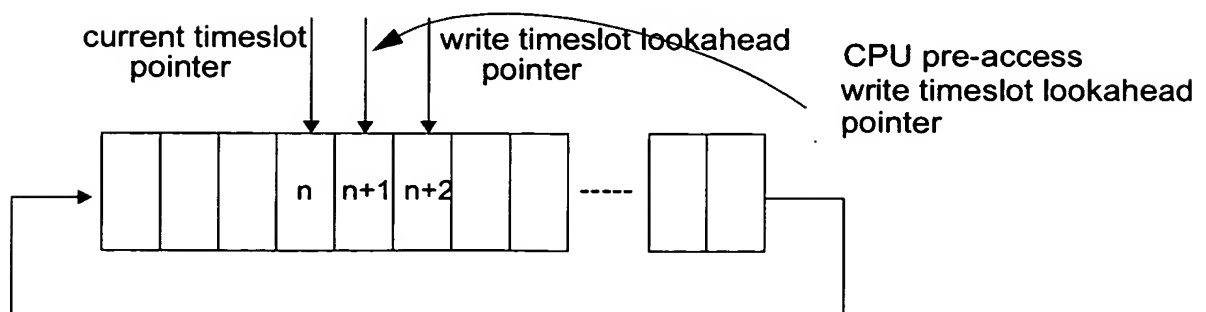 current timeslot
pointer
write timeslot lookahead
pointer
CPU pre-access
write timeslot lookahead
pointer
n
n+1
n+2